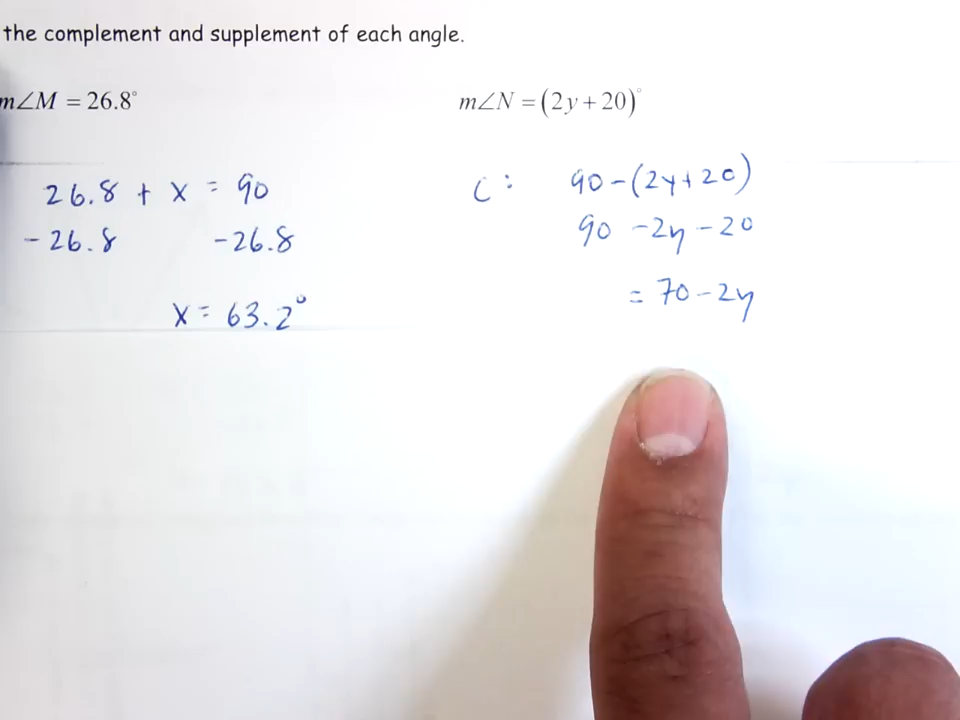 the complement and supplement of each angle.
m∠M = 26.8°
26.8 + x = 90
-26.8 -26.8
x = 63.2°
m∠N = (2y+20)°
C: 90-(2y+20)
90 -2y -20
= 70-2y